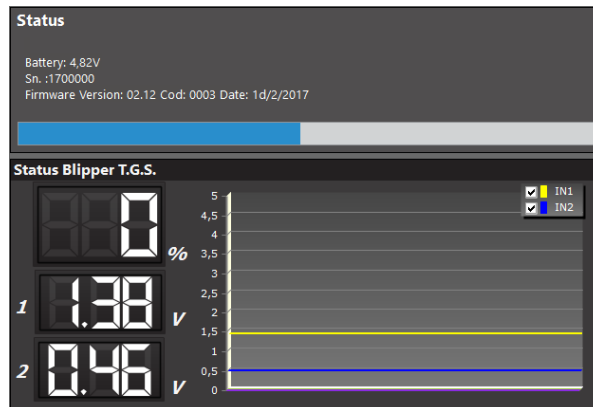 Status
Battery: 4,82V
Sn. :1700000
Firmware Version: 02.12 Cod: 0003 Date: 1d/2/2017
Status Blipper T.G.S.
0 %
1 1.38 V
2 0.46 V
5
4,5
4
3,5
3
2,5
2
1,5
1
0,5
0
IN1
IN2